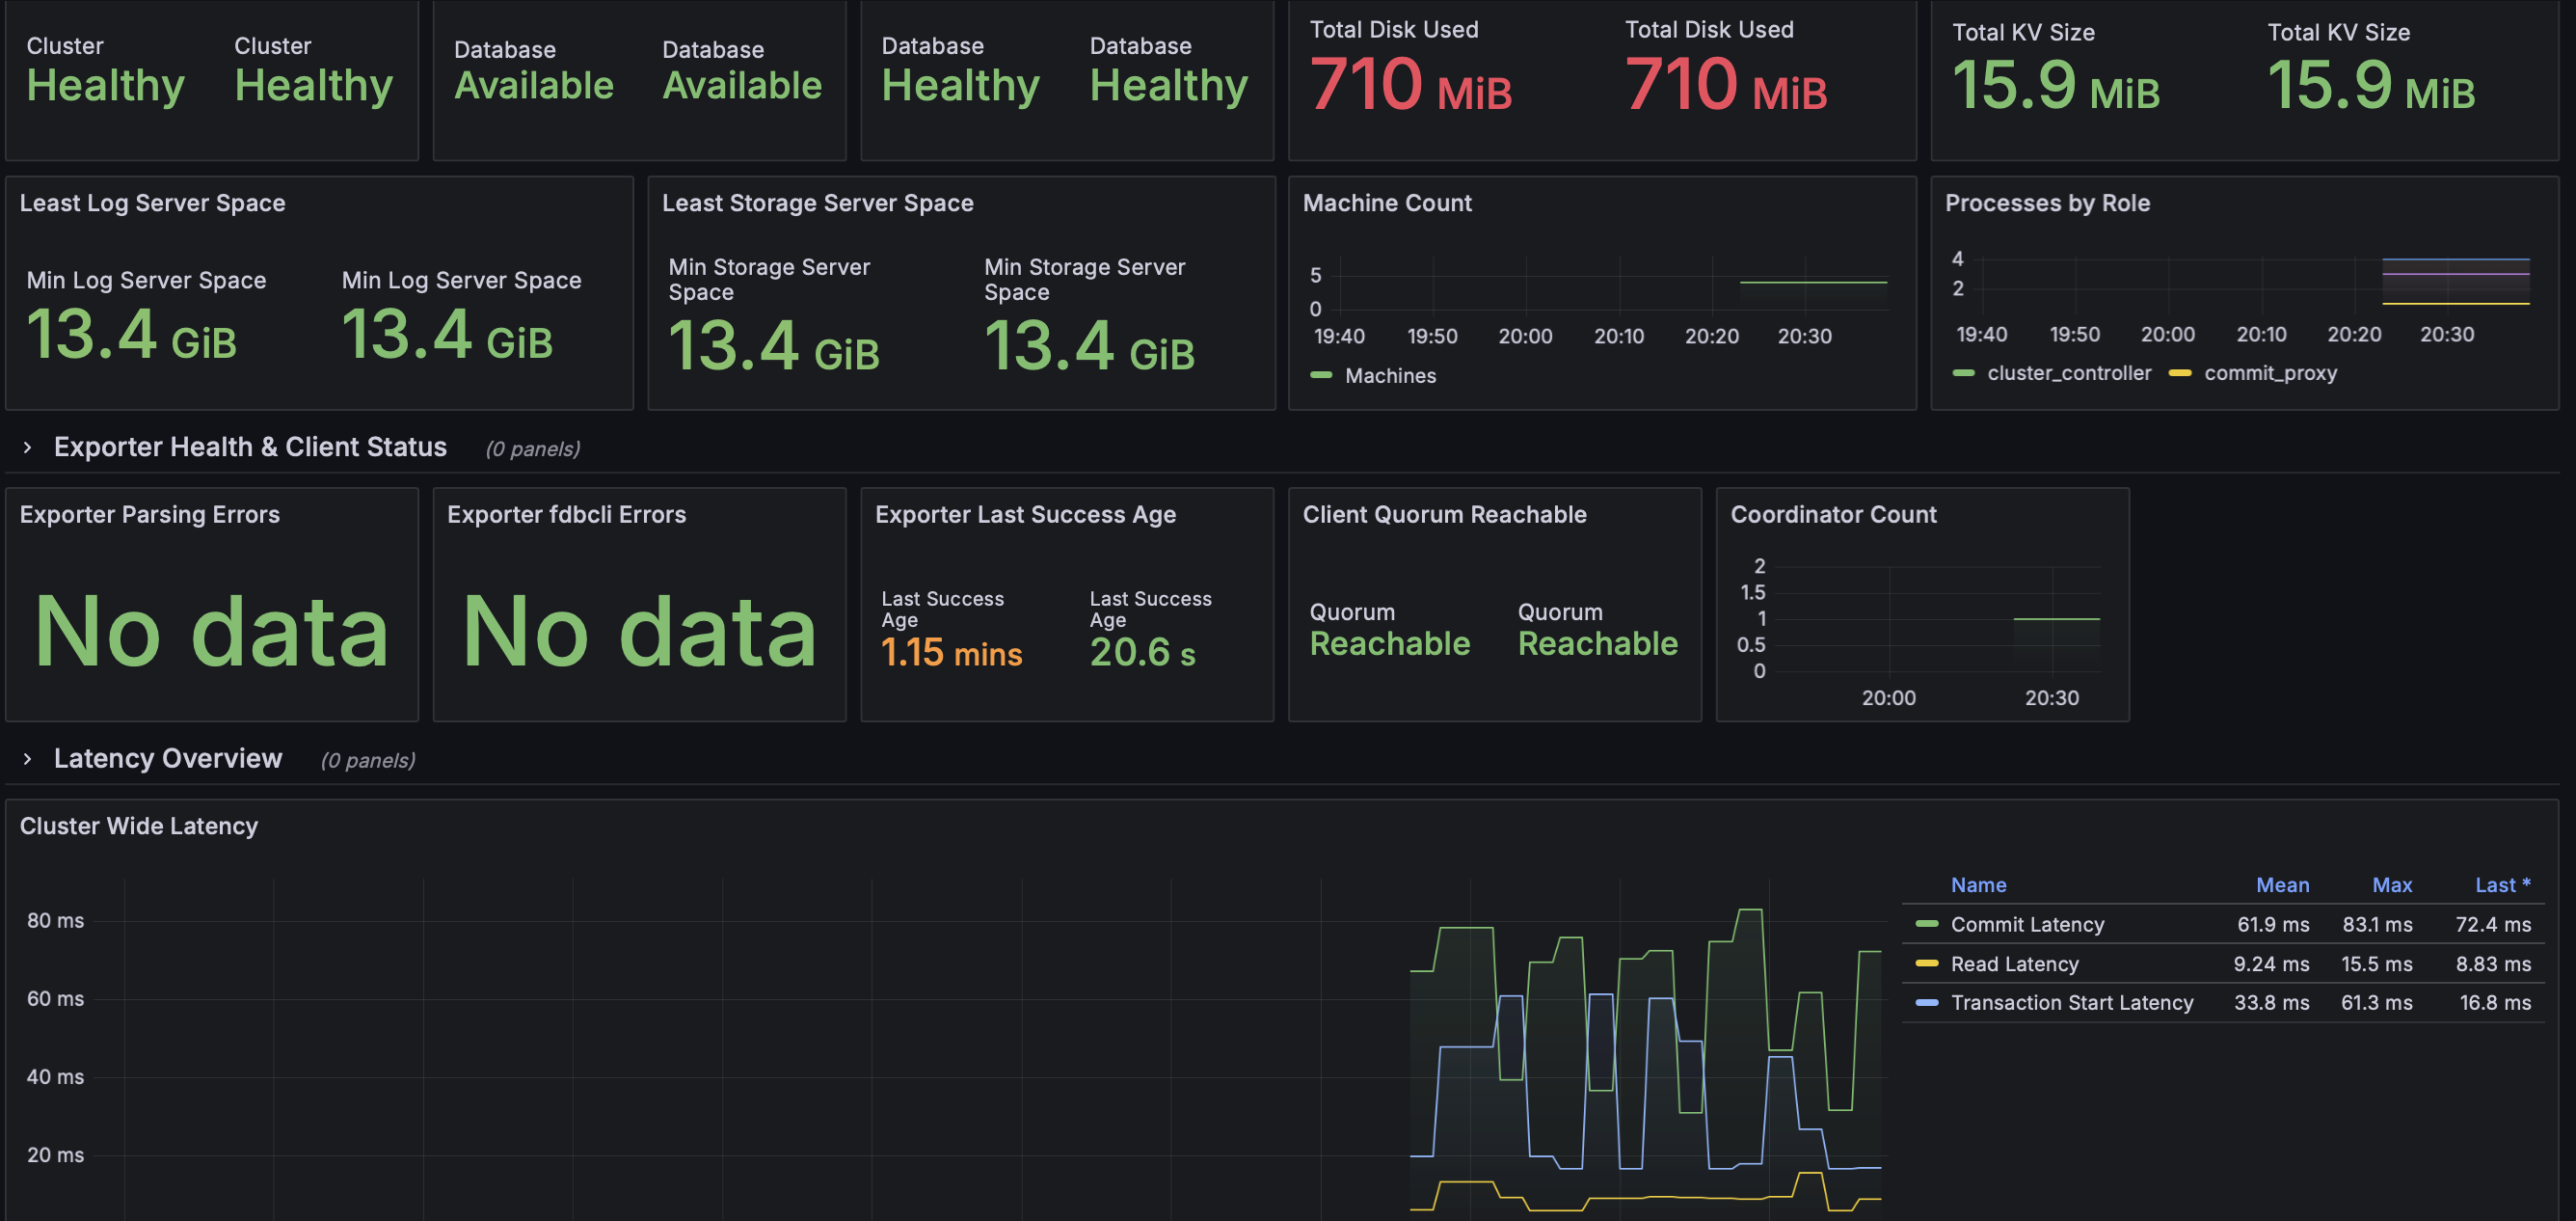 Cluster Cluster
Healthy Healthy
Database Database
Available Available
Database Database
Healthy Healthy
Total Disk Used Total Disk Used
710 MiB 710 MiB
Total KV Size Total KV Size
15.9 MiB 15.9 MiB
Least Log Server Space
Min Log Server Space Min Log Server Space
13.4 GiB 13.4 GiB
Least Storage Server Space
Min Storage Server Min Storage Server
Space Space
13.4 GiB 13.4 GiB
Machine Count
5
0
19:40 19:50 20:00 20:10 20:20 20:30
Machines
Processes by Role
4
2
19:40 19:50 20:00 20:10 20:20 20:30
cluster_controller commit_proxy
Exporter Health & Client Status (0 panels)
Exporter Parsing Errors
No data
Exporter fdbcli Errors
No data
Exporter Last Success Age
Last Success Last Success
Age Age
1.15 mins 20.6 s
Client Quorum Reachable
Quorum Quorum
Reachable Reachable
Coordinator Count
2
1.5
1
0.5
0
20:00 20:30
Latency Overview (0 panels)
Cluster Wide Latency
80 ms
60 ms
40 ms
20 ms
Name Mean Max Last *
Commit Latency 61.9 ms 83.1 ms 72.4 ms
Read Latency 9.24 ms 15.5 ms 8.83 ms
Transaction Start Latency 33.8 ms 61.3 ms 16.8 ms